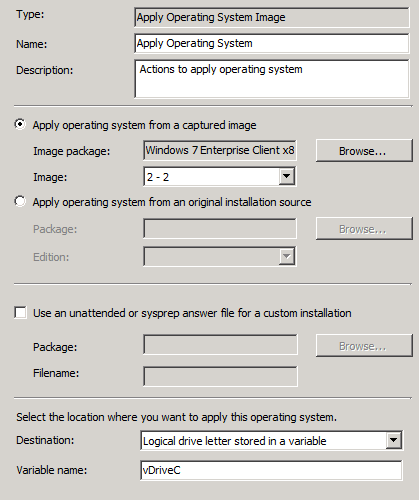 Type: Apply Operating System Image
Name: Apply Operating System
Description: Actions to apply operating system
Apply operating system from a captured image
Image package: Windows 7 Enterprise Client x8 Browse...
Image: 2 - 2
Apply operating system from an original installation source
Package: Browse...
Edition:
Use an unattended or sysprep answer file for a custom installation
Package: Browse...
Filename:
Select the location where you want to apply this operating system.
Destination: Logical drive letter stored in a variable
Variable name: vDriveC